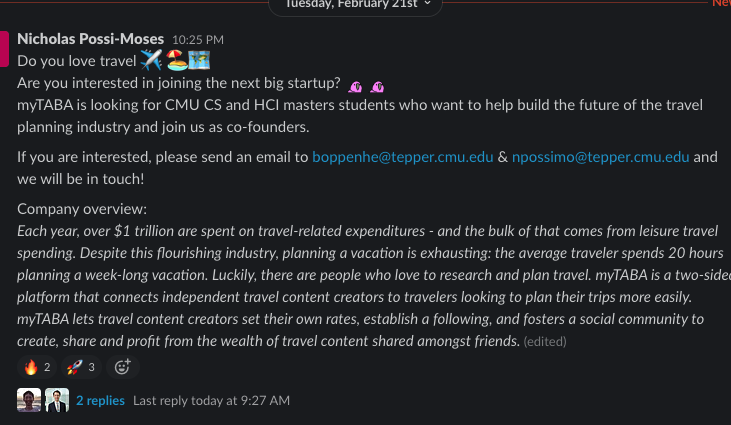 Tuesday, February 21st
Nicholas Possi-Moses 10:25 PM
Do you love travel
Are you interested in joining the next big startup?
myTABA is looking for CMU CS and HCI masters students who want to help build the future of the travel
planning industry and join us as co-founders.
If you are interested, please send an email to boppenhe@tepper.cmu.edu & npossimo@tepper.cmu.edu and
we will be in touch!
Company overview:
Each year, over $1 trillion are spent on travel-related expenditures - and the bulk of that comes from leisure travel
spending. Despite this flourishing industry, planning a vacation is exhausting: the average traveler spends 20 hours
planning a week-long vacation. Luckily, there are people who love to research and plan travel. myTABA is a two-sided
platform that connects independent travel content creators to travelers looking to plan their trips more easily.
myTABA lets travel content creators set their own rates, establish a following, and fosters a social community to
create, share and profit from the wealth of travel content shared amongst friends. (edited)
2 3
2 replies Last reply today at 9:27 AM